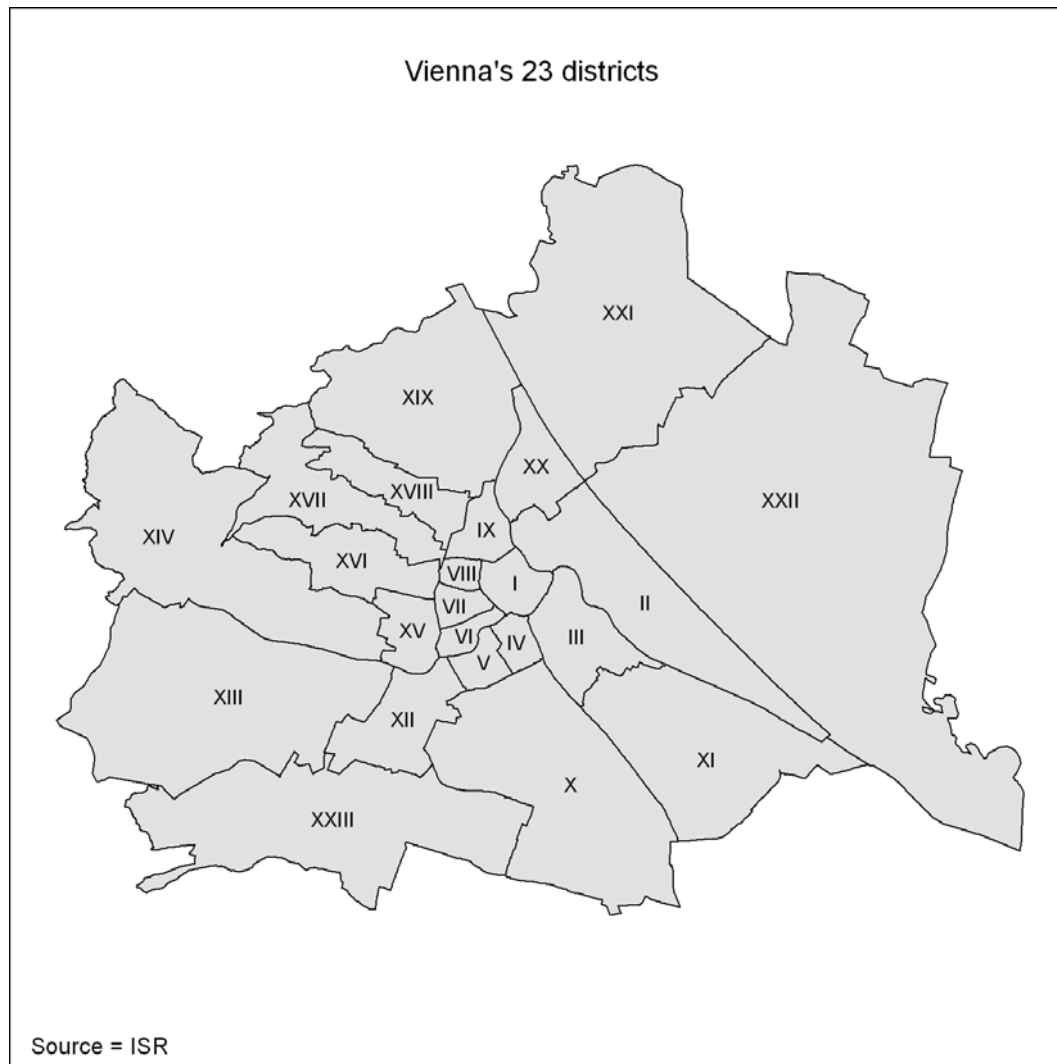 Vienna's 23 districts
XXI
XIX
XX
XVIII
XVII
XXII
IX
XIV
XVI
VIII
I
VII
II
XV
VI
IV
III
V
XIII
XII
XI
X
XXIII
Source = ISR